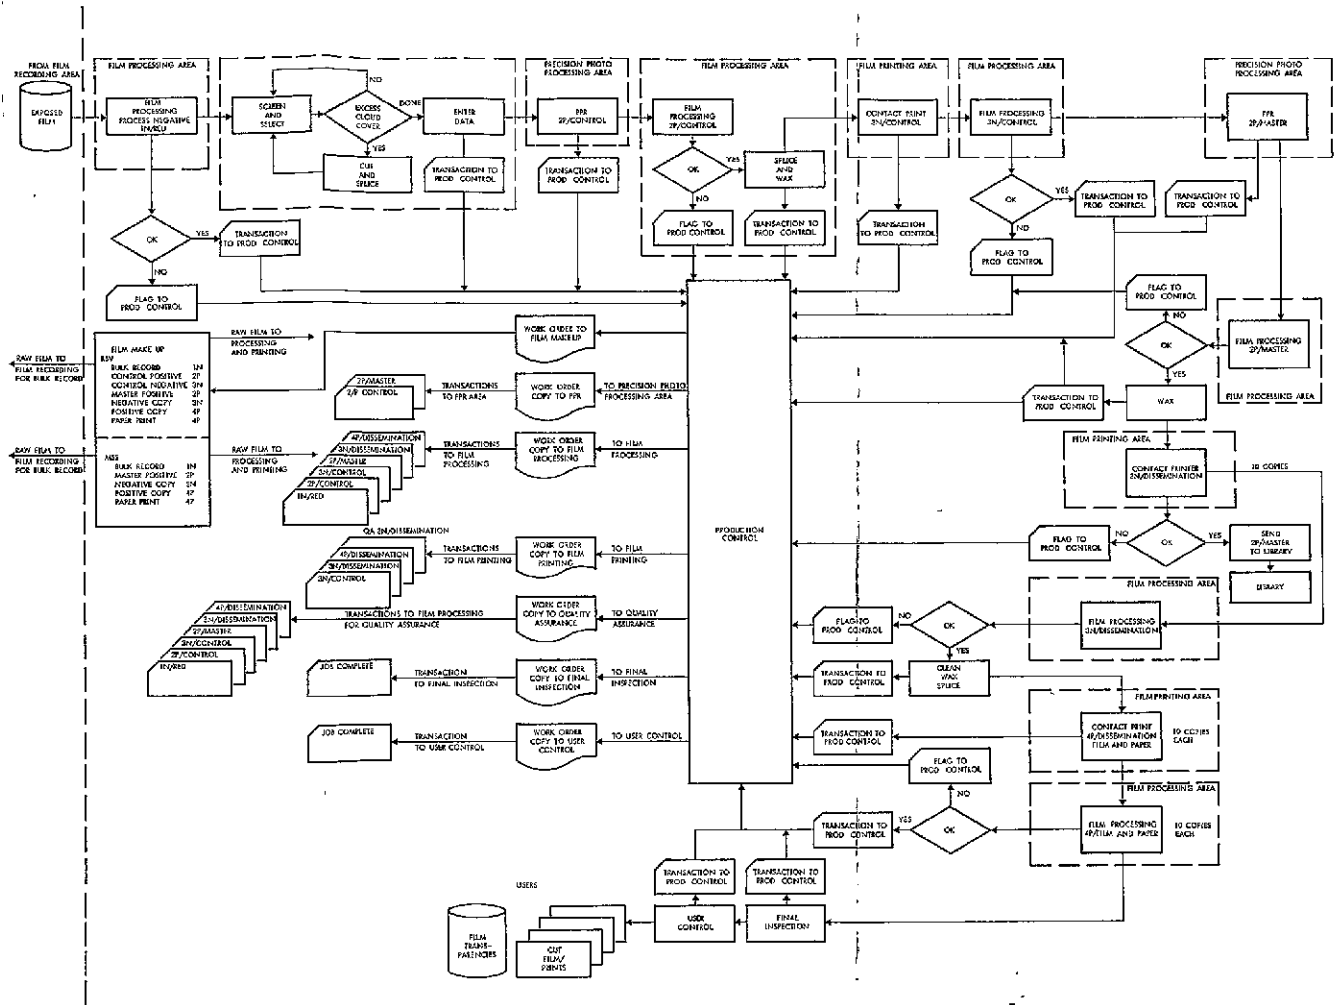 FROM FILM
RECORDING AREA
EXPOSED
FILM
FILM PROCESSING AREA
FILM
PROCESSING
PROCESS NEGATIVE
SCREEN
AND
SELECT
NO
EXCESS
CLOUD
COVER
DONE
YES
CUT
AND
SPLICE
ENTER
DATA
TRANSACTION TO
PROD CONTROL
PRECISION PHOTO
PROCESSING AREA
PPR
2P/CONTROL
TRANSACTION TO
PROD CONTROL
FILM PROCESSING AREA
FILM
PROCESSING
2P/CONTROL
OK
YES
NO
SPLICE
AND
WAX
FLAG TO
PROD CONTROL
TRANSACTION TO
PROD CONTROL
FILM PRINTING AREA
CONTACT PRINT
3N/CONTROL
TRANSACTION
TO PROD CONTROL
FILM PROCESSING AREA
FILM PROCESSING
3N/CONTROL
OK
YES
NO
TRANSACTION TO
PROD CONTROL
FLAG TO
PROD CONTROL
PRECISION PHOTO
PROCESSING AREA
PPR
2P/MASTER
TRANSACTION TO
PROD CONTROL
OK
YES
TRANSACTION
TO PROD CONTROL
NO
FLAG TO
PROD CONTROL
FLAG TO
PROD CONTROL
NO
OK
YES
FILM PROCESSING
2P/MASTER
FILM PROCESSING AREA
TRANSACTION TO
PROD CONTROL
WAX
RAW FILM TO
FILM RECORDING
FOR BULK RECORD
FILM MAKE UP
RBV
BULK RECORD 1N
CONTROL POSITIVE 2P
CONTROL NEGATIVE 3N
MASTER POSITIVE 2P
NEGATIVE COPY 3N
POSITIVE COPY 4P
PAPER PRINT 4P
RAW FILM TO
PROCESSING
AND PRINTING
RAW FILM TO
FILM RECORDING
FOR BULK RECORD
MSS
BULK RECORD 1N
MASTER POSITIVE 2P
NEGATIVE COPY 3N
POSITIVE COPY 4P
PAPER PRINT 4P
RAW FILM TO
PROCESSING
AND PRINTING
WORK ORDER TO
FILM MAKEUP
2P/MASTER
2/P CONTROL
TRANSACTIONS
TO PPR AREA
WORK ORDER
COPY TO PPR
TO PRECISION PHOTO
PROCESSING AREA
4P/DISSEMINATION
3N/DISSEMINATION
2P/MASTER
3N/CONTROL
2P/CONTROL
1N/RED
TRANSACTIONS
TO FILM
PROCESSING
WORK ORDER
COPY TO FILM
PROCESSING
TO FILM
PROCESSING
QA 3N/DISSEMINATION
4P/DISSEMINATION
3N/DISSEMINATION
3N/CONTROL
TRANSACTIONS
TO FILM PRINTING
WORK ORDER
COPY TO FILM
PRINTING
TO FILM
PRINTING
4P/DISSEMINATION
3N/DISSEMINATION
2P/MASTER
3N/CONTROL
2P/CONTROL
1N/RED
TRANSACTIONS TO FILM PROCESSING
FOR QUALITY ASSURANCE
WORK ORDER
COPY TO QUALITY
ASSURANCE
TO QUALITY
ASSURANCE
JOB COMPLETE
TRANSACTION
TO FINAL INSPECTION
WORK ORDER
COPY TO FINAL
INSPECTION
TO FINAL
INSPECTION
JOB COMPLETE
TRANSACTION
TO USER CONTROL
WORK ORDER
COPY TO USER
CONTROL
TO USER CONTROL
PRODUCTION
CONTROL
FILM PRINTING AREA
CONTACT PRINTER
3N/DISSEMINATION
10 COPIES
FLAG TO
PROD CONTROL
NO
OK
YES
SEND
2P/MASTER
TO LIBRARY
LIBRARY
FILM PROCESSING AREA
FILM PROCESSING
3N/DISSEMINATION
FLAG TO
PROD CONTROL
NO
OK
YES
TRANSACTION TO
PROD CONTROL
CLEAN
WAX
SPLICE
FILM PRINTING AREA
CONTACT PRINT
4P/DISSEMINATION
FILM AND PAPER
10 COPIES
EACH
TRANSACTION TO
PROD CONTROL
FLAG TO
PROD CONTROL
NO
FILM PROCESSING AREA
FILM PROCESSING
4P/FILM AND PAPER
10 COPIES
EACH
TRANSACTION TO
PROD CONTROL
YES
OK
TRANSACTION TO
PROD CONTROL
TRANSACTION TO
PROD CONTROL
USERS
FILM
TRANS-
PARENCIES
CUT
FILM/
PRINTS
USER
CONTROL
FINAL
INSPECTION